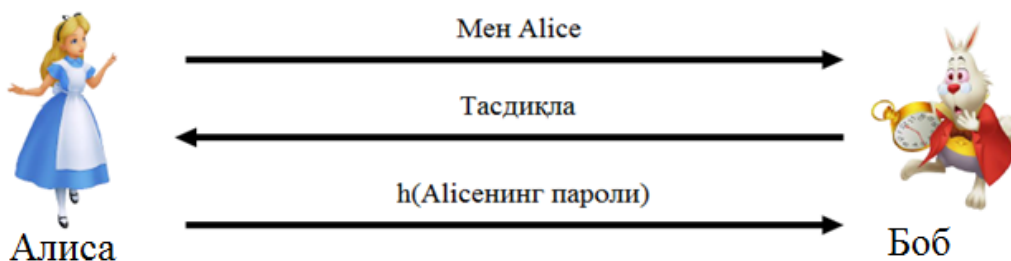 Мен Alice
Тасдиқла
h(Aliceнинг пароли)
Алиса
Боб